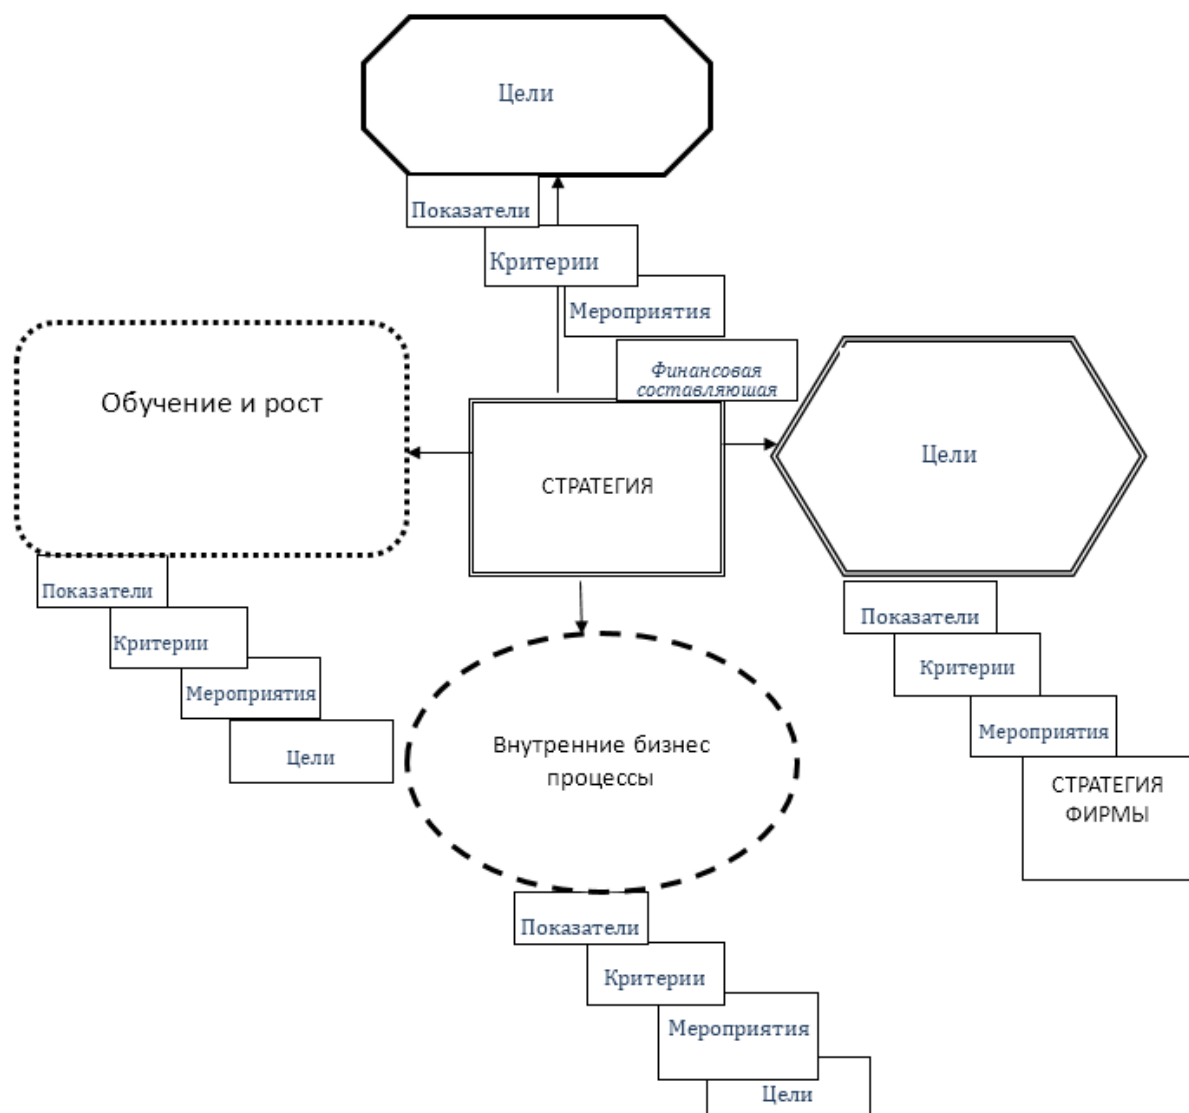 Цели
Показатели
Критерии
Мероприятия
Финансовая
составляюшая
Обучение и рост
СТРАТЕГИЯ
Цели
Показатели
Критерии
Мероприятия
Цели
Показатели
Критерии
Мероприятия
СТРАТЕГИЯ
ФИРМЫ
Внутренние бизнес
процессы
Показатели
Критерии
Мероприятия
Цели